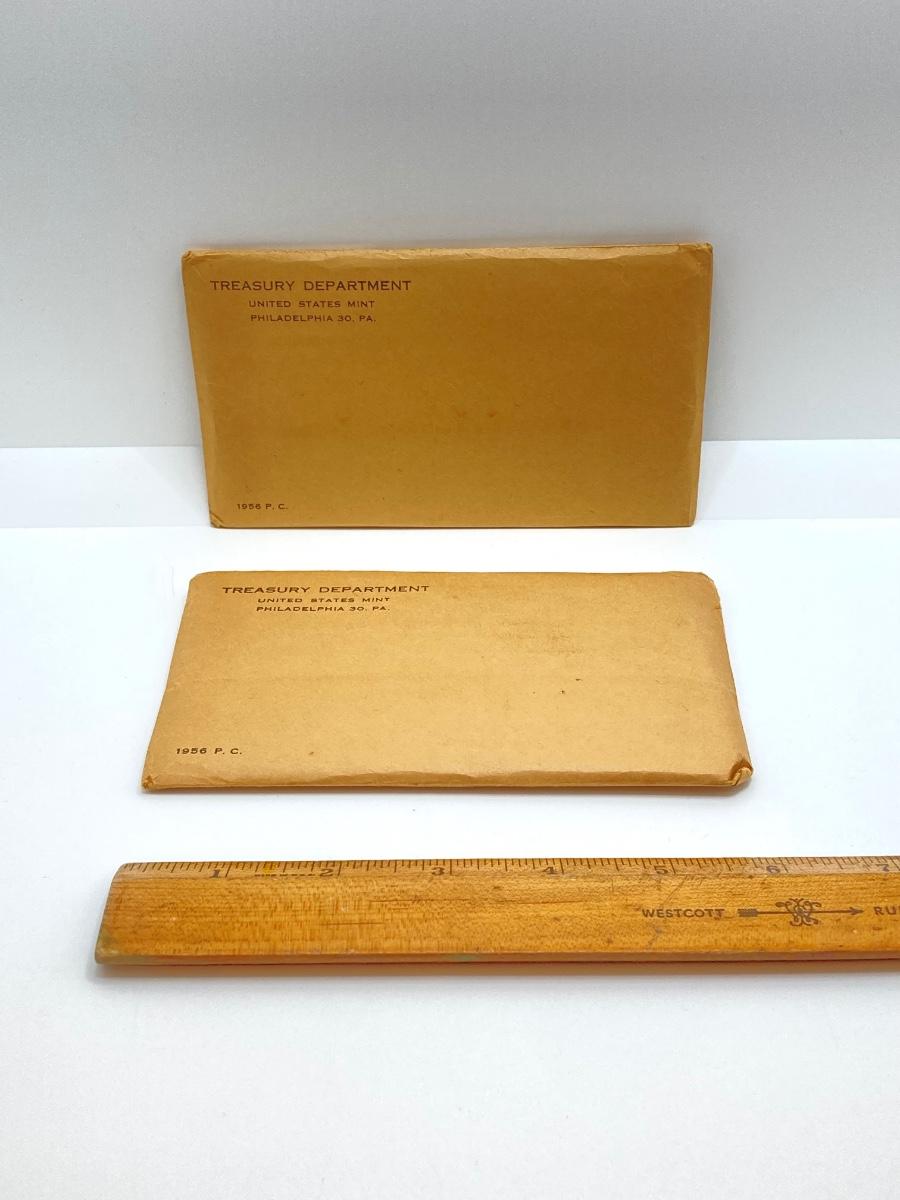 TREASURY DEPARTMENT
UNITED STATES MINT
PHILADELPHIA 30, PA.
1956 P. C.
TREASURY DEPARTMENT
UNITED STATES MINT
PHILADELPHIA 30, PA.
1956 P. C.
1 2 3 4 5 6 7
WESTCOTT RU